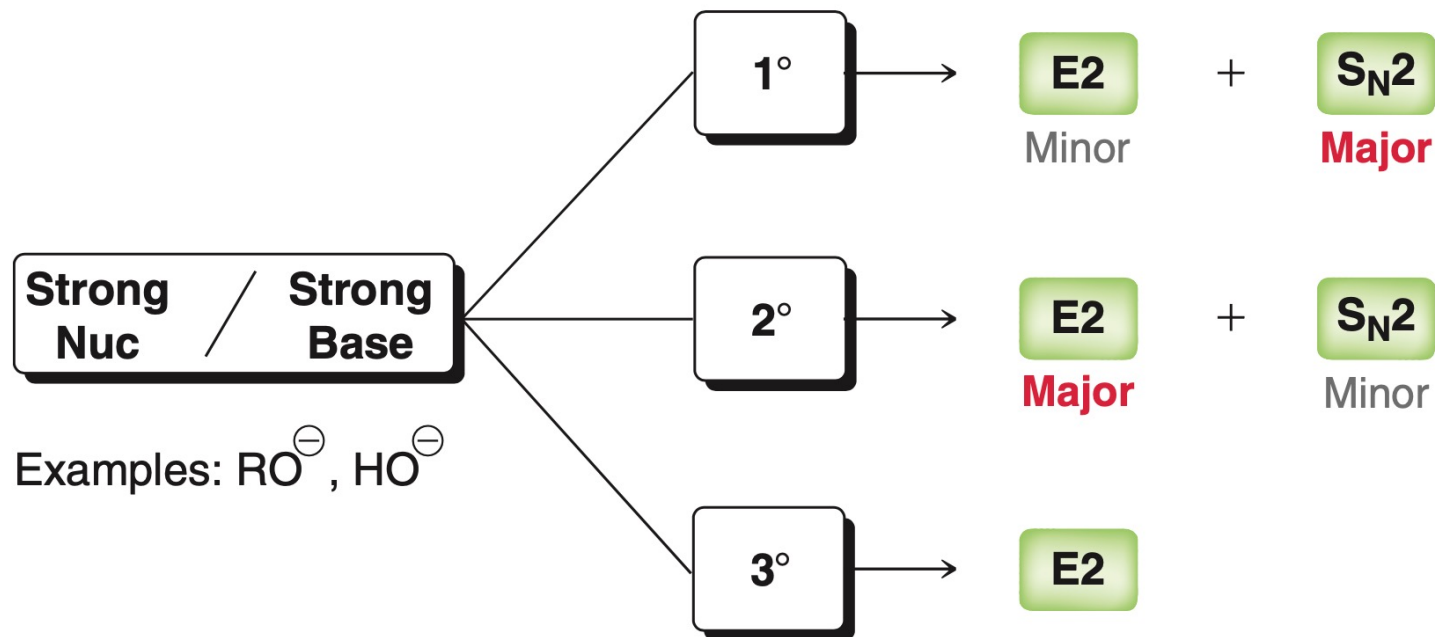 1°
E2 + SN2
Minor Major
Strong / Strong
Nuc Base
2°
E2 + SN2
Major Minor
Examples: RO⊖, HO⊖
3°
E2